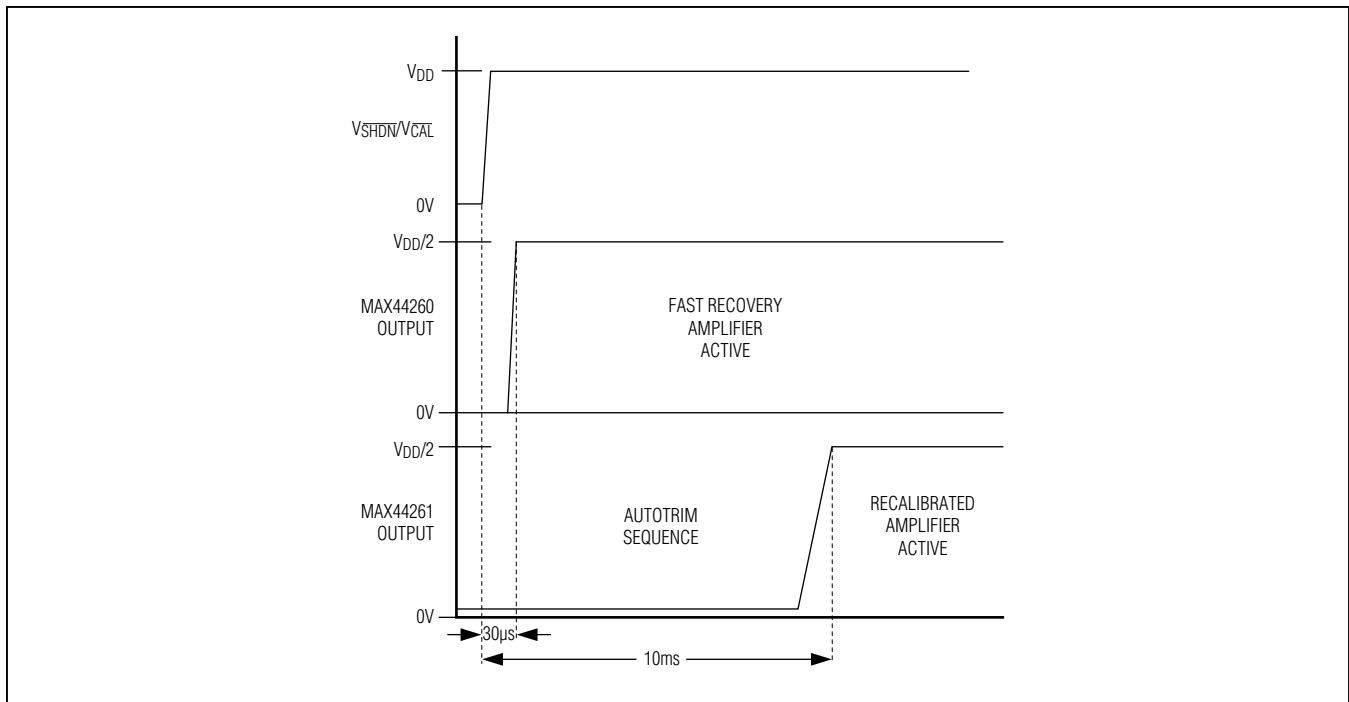 VDD
VSHDN/VCAL
0V
VDD/2
MAX44260
OUTPUT
FAST RECOVERY
AMPLIFIER
ACTIVE
0V
VDD/2
MAX44261
OUTPUT
AUTOTRIM
SEQUENCE
RECALIBRATED
AMPLIFIER
ACTIVE
0V
30µs
10ms